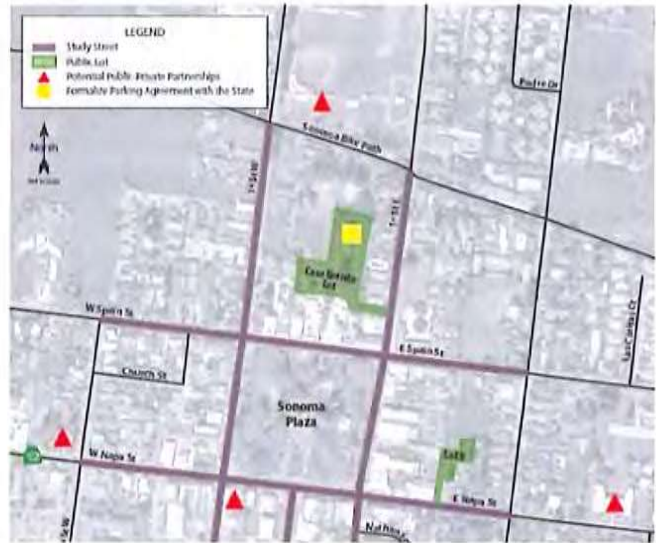 LEGEND
Study Street
Public Lot
Potential Public-Private Partnerships
Formalize Parking Agreement with the State
North
Sonoma Bike Path
Padre Dr
1st St W
1st St E
Casa Grande
Lot
W Spain St
E Spain St
Church St
Sonoma
Plaza
W Napa St
E Napa St
12